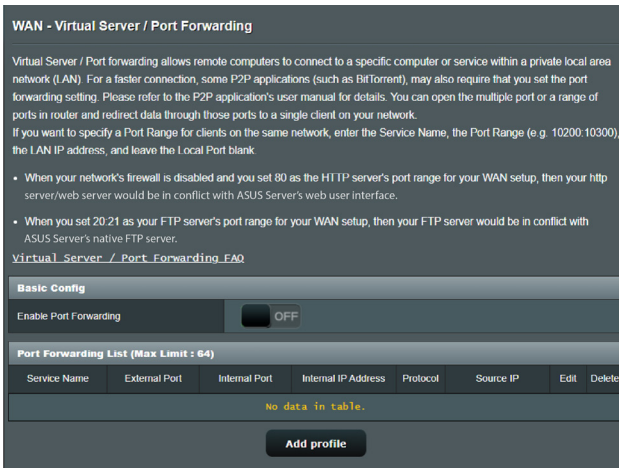 WAN - Virtual Server / Port Forwarding
Virtual Server / Port forwarding allows remote computers to connect to a specific computer or service within a private local area
network (LAN). For a faster connection, some P2P applications (such as BitTorrent), may also require that you set the port
forwarding setting. Please refer to the P2P application's user manual for details. You can open the multiple port or a range of
ports in router and redirect data through those ports to a single client on your network.
If you want to specify a Port Range for clients on the same network, enter the Service Name, the Port Range (e.g. 10200:10300),
the LAN IP address, and leave the Local Port blank.
• When your network's firewall is disabled and you set 80 as the HTTP server's port range for your WAN setup, then your http
server/web server would be in conflict with ASUS Server's web user interface.
• When you set 20:21 as your FTP server's port range for your WAN setup, then your FTP server would be in conflict with
ASUS Server's native FTP server.
Virtual Server / Port Forwarding FAQ
Basic Config
Enable Port Forwarding OFF
Port Forwarding List (Max Limit : 64)
Service Name External Port Internal Port Internal IP Address Protocol Source IP Edit Delete
No data in table.
Add profile